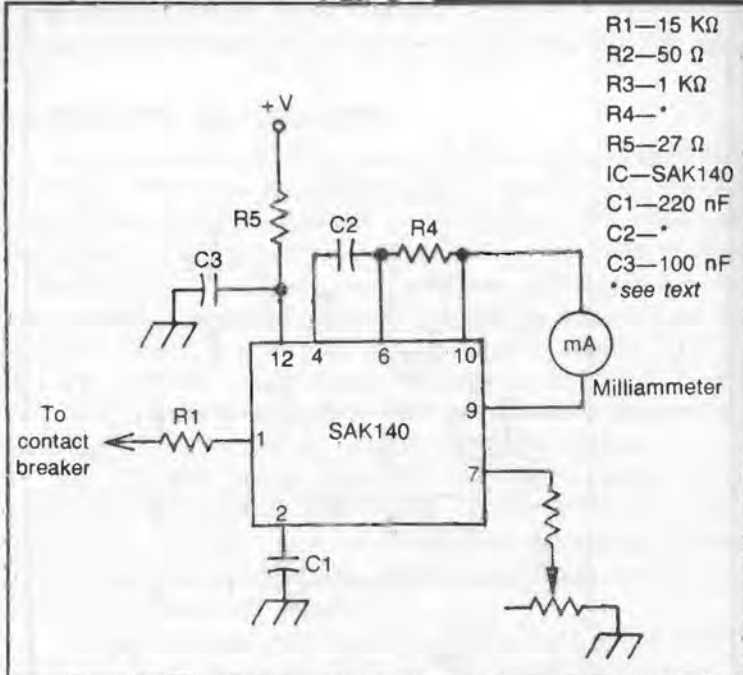 R1—15 KΩ
R2—50 Ω
R3—1 KΩ
R4—*
R5—27 Ω
IC—SAK140
C1—220 nF
C2—*
C3—100 nF
*see text
+V
R5
C2
R4
C3
12
4
6
10
mA
Milliammeter
9
To
contact
breaker
R1
1
SAK140
7
2
C1